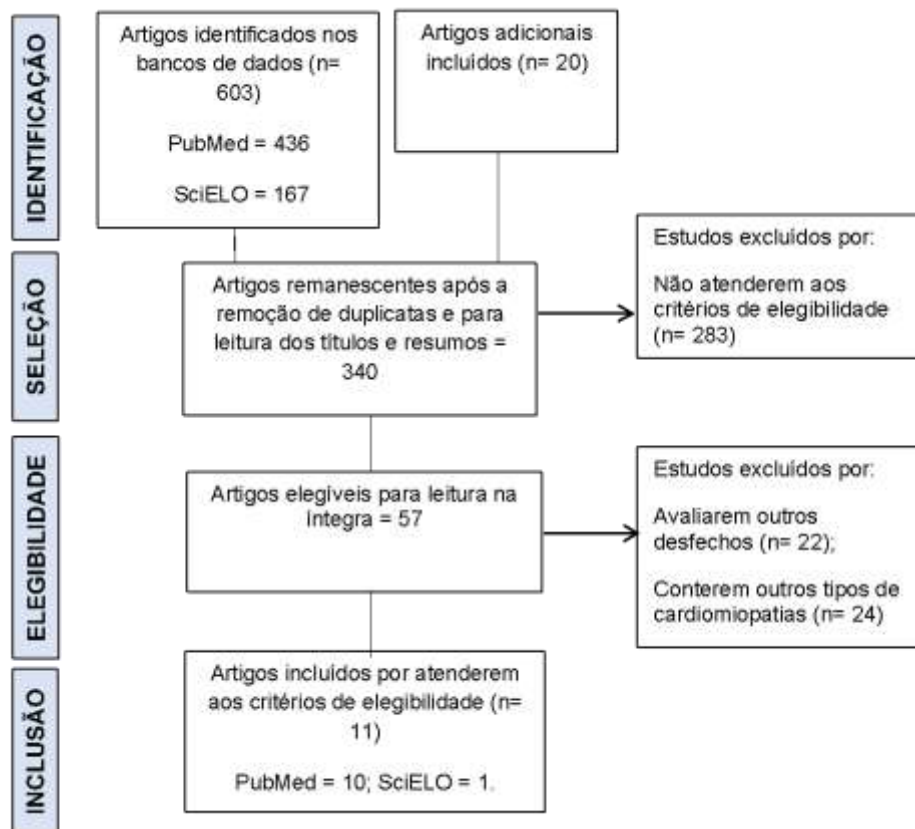 IDENTIFICAÇÃO
Artigos identificados nos
bancos de dados (n=
603)
PubMed = 436
SciELO = 167
Artigos adicionais
incluídos (n= 20)
SELEÇÃO
Artigos remanescentes após a
remoção de duplicatas e para
leitura dos títulos e resumos =
340
Estudos excluídos por:
Não atenderem aos
critérios de elegibilidade
(n= 283)
ELEGIBILIDADE
Artigos elegíveis para leitura na
íntegra = 57
Estudos excluídos por:
Avaliarem outros
desfechos (n= 22);
Conterem outros tipos de
cardiomiopatias (n= 24)
INCLUSÃO
Artigos incluídos por atenderem
aos critérios de elegibilidade (n=
11)
PubMed = 10; SciELO = 1.